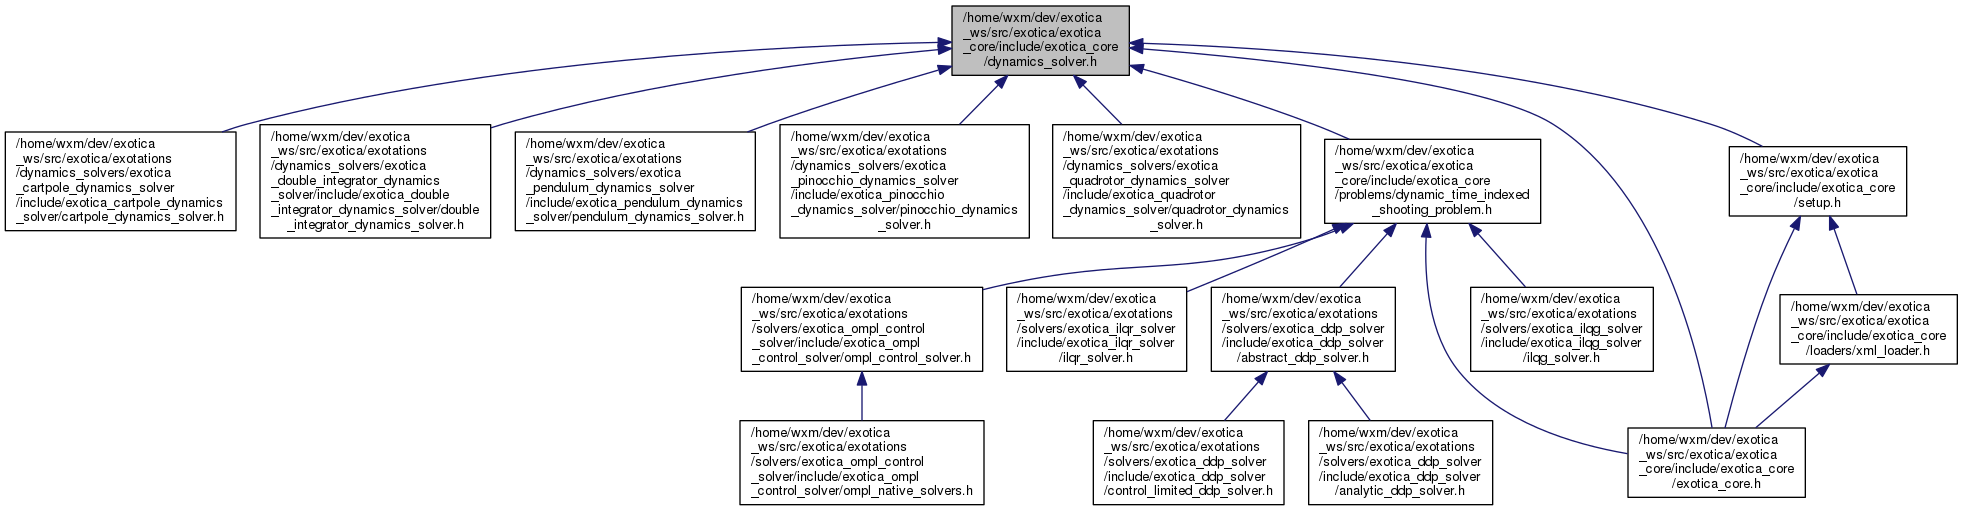 /home/wxm/dev/exotica
_ws/src/exotica/exotica
_core/include/exotica_core
/dynamics_solver.h
/home/wxm/dev/exotica
_ws/src/exotica/exotations
/dynamics_solvers/exotica
_cartpole_dynamics_solver
/include/exotica_cartpole_dynamics
_solver/cartpole_dynamics_solver.h
/home/wxm/dev/exotica
_ws/src/exotica/exotations
/dynamics_solvers/exotica
_double_integrator_dynamics
_solver/include/exotica_double
_integrator_dynamics_solver/double
_integrator_dynamics_solver.h
/home/wxm/dev/exotica
_ws/src/exotica/exotations
/dynamics_solvers/exotica
_pendulum_dynamics_solver
/include/exotica_pendulum_dynamics
_solver/pendulum_dynamics_solver.h
/home/wxm/dev/exotica
_ws/src/exotica/exotations
/dynamics_solvers/exotica
_pinocchio_dynamics_solver
/include/exotica_pinocchio
_dynamics_solver/pinocchio_dynamics
_solver.h
/home/wxm/dev/exotica
_ws/src/exotica/exotations
/dynamics_solvers/exotica
_quadrotor_dynamics_solver
/include/exotica_quadrotor
_dynamics_solver/quadrotor_dynamics
_solver.h
/home/wxm/dev/exotica
_ws/src/exotica/exotica
_core/include/exotica_core
/problems/dynamic_time_indexed
_shooting_problem.h
/home/wxm/dev/exotica
_ws/src/exotica/exotica
_core/include/exotica_core
/setup.h
/home/wxm/dev/exotica
_ws/src/exotica/exotations
/solvers/exotica_ompl_control
_solver/include/exotica_ompl
_control_solver/ompl_control_solver.h
/home/wxm/dev/exotica
_ws/src/exotica/exotations
/solvers/exotica_ilqr_solver
/include/exotica_ilqr_solver
/ilqr_solver.h
/home/wxm/dev/exotica
_ws/src/exotica/exotations
/solvers/exotica_ddp_solver
/include/exotica_ddp_solver
/abstract_ddp_solver.h
/home/wxm/dev/exotica
_ws/src/exotica/exotations
/solvers/exotica_ilqg_solver
/include/exotica_ilqg_solver
/ilqg_solver.h
/home/wxm/dev/exotica
_ws/src/exotica/exotica
_core/include/exotica_core
/loaders/xml_loader.h
/home/wxm/dev/exotica
_ws/src/exotica/exotations
/solvers/exotica_ompl_control
_solver/include/exotica_ompl
_control_solver/ompl_native_solvers.h
/home/wxm/dev/exotica
_ws/src/exotica/exotations
/solvers/exotica_ddp_solver
/include/exotica_ddp_solver
/control_limited_ddp_solver.h
/home/wxm/dev/exotica
_ws/src/exotica/exotations
/solvers/exotica_ddp_solver
/include/exotica_ddp_solver
/analytic_ddp_solver.h
/home/wxm/dev/exotica
_ws/src/exotica/exotica
_core/include/exotica_core
/exotica_core.h